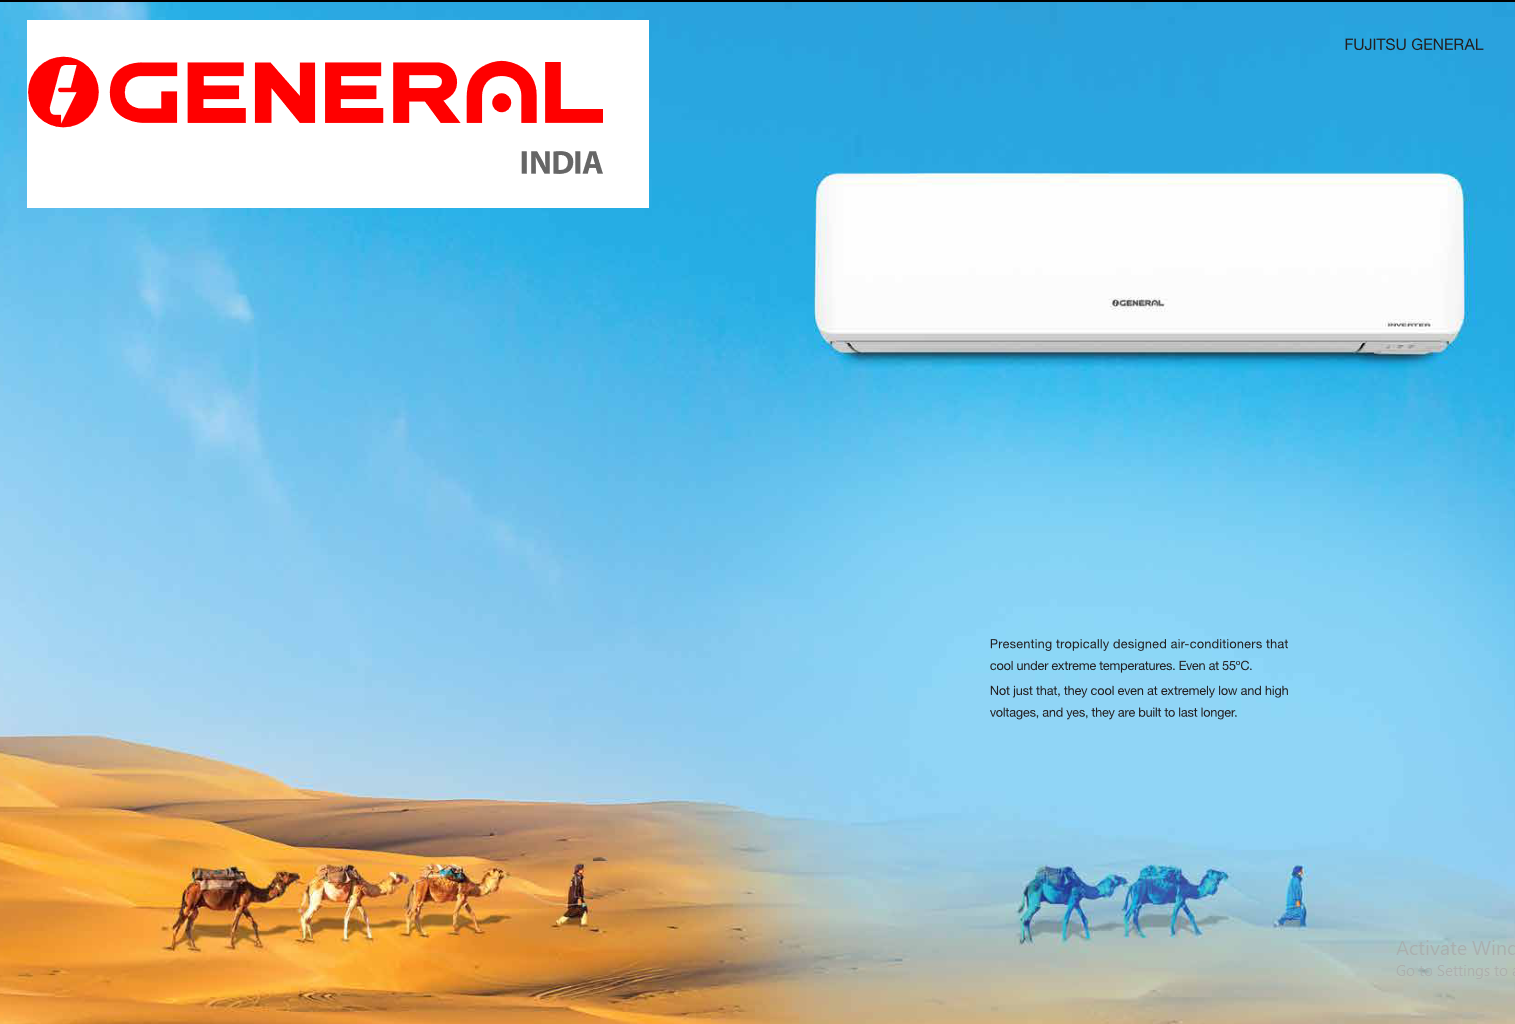 GENERAL
INDIA
FUJITSU GENERAL
GENERAL
INVERTER
Presenting tropically designed air-conditioners that
cool under extreme temperatures. Even at 55ºC.
Not just that, they cool even at extremely low and high
voltages, and yes, they are built to last longer.
Activate
Go to Settings to